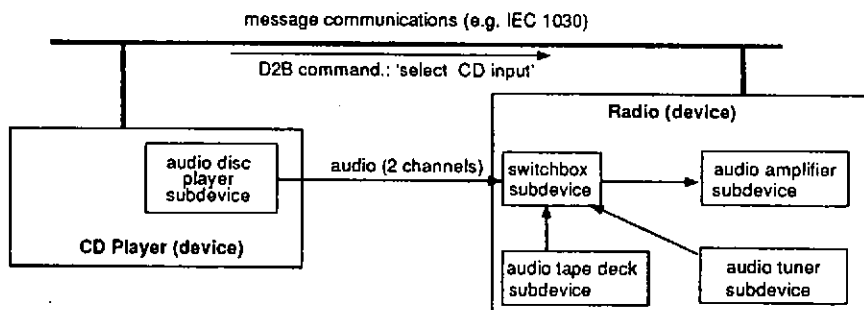 message communications (e.g. IEC 1030)
D2B command.: 'select CD input'
Radio (device)
audio disc
player
subdevice
audio (2 channels)
switchbox
subdevice
audio amplifier
subdevice
CD Player (device)
audio tape deck
subdevice
audio tuner
subdevice